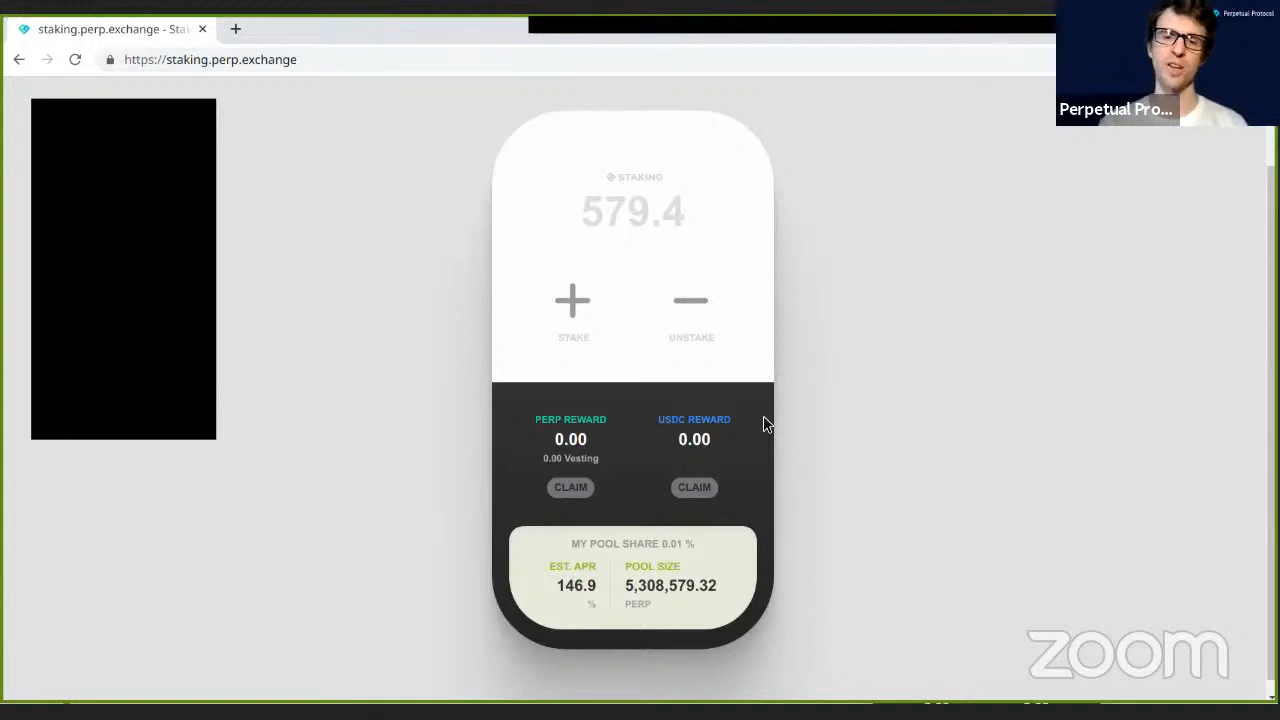 staking.perp.exchange - Stak
https://staking.perp.exchange
Perpetual Protocol
Perpetual Pro...
STAKING
579.4
STAKE
UNSTAKE
PERP REWARD
USDC REWARD
0.00
0.00
0.00 Vesting
CLAIM
CLAIM
MY POOL SHARE 0.01 %
EST. APR
POOL SIZE
146.9
5,308,579.32
%
PERP
zoom